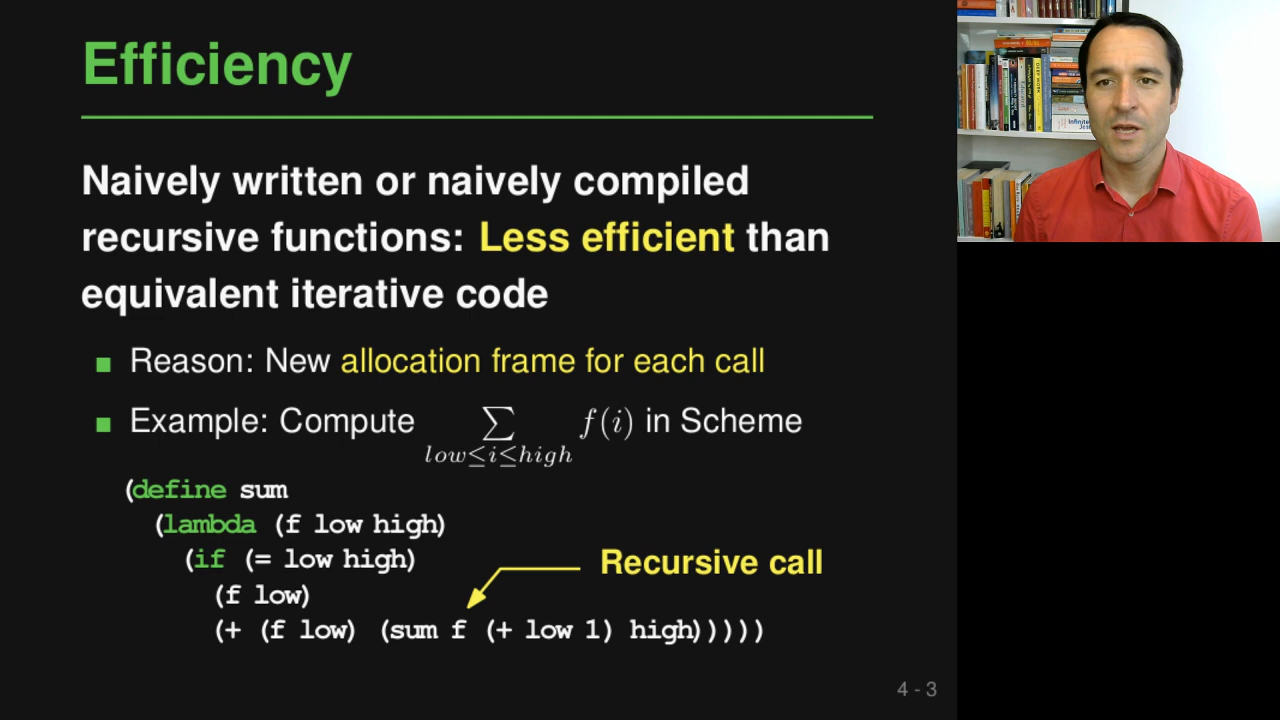 Efficiency
Naively written or naively compiled
recursive functions: Less efficient than
equivalent iterative code
Reason: New allocation frame for each call
Example: Compute ∑ f(i) in Scheme
low≤i≤high
(define sum
(lambda (f low high)
(if (= low high)
Recursive call
(f low)
(+ (f low) (sum f (+ low 1) high)))))
4 - 3
Infinite
Jest